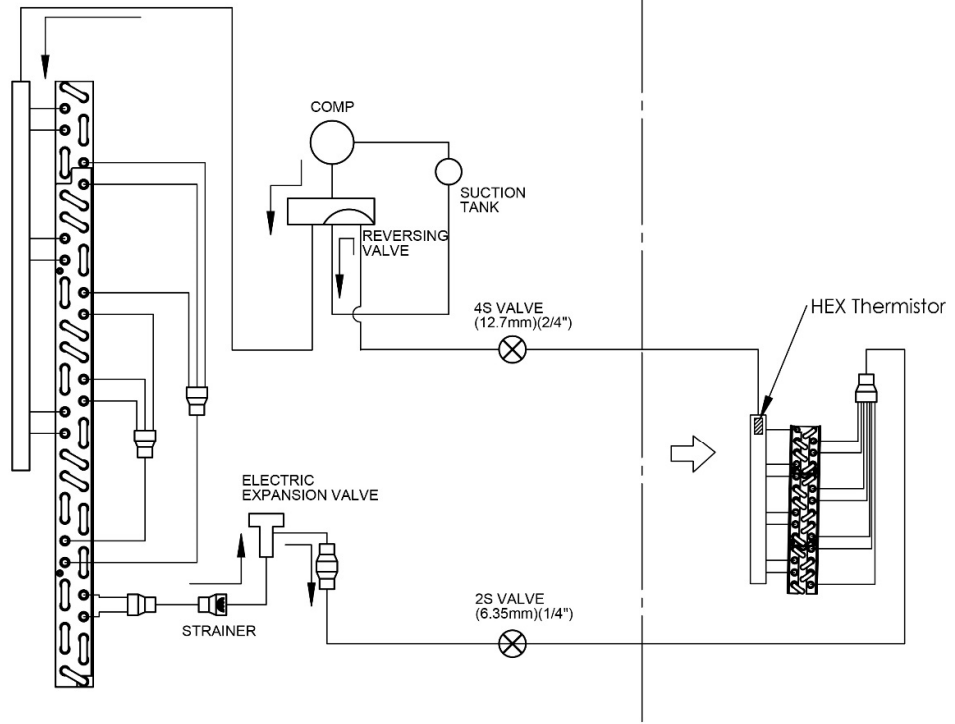 COMP
SUCTION
TANK
REVERSING
VALVE
4S VALVE
(12.7mm)(2/4")
HEX Thermistor
ELECTRIC
EXPANSION VALVE
2S VALVE
(6.35mm)(1/4")
STRAINER